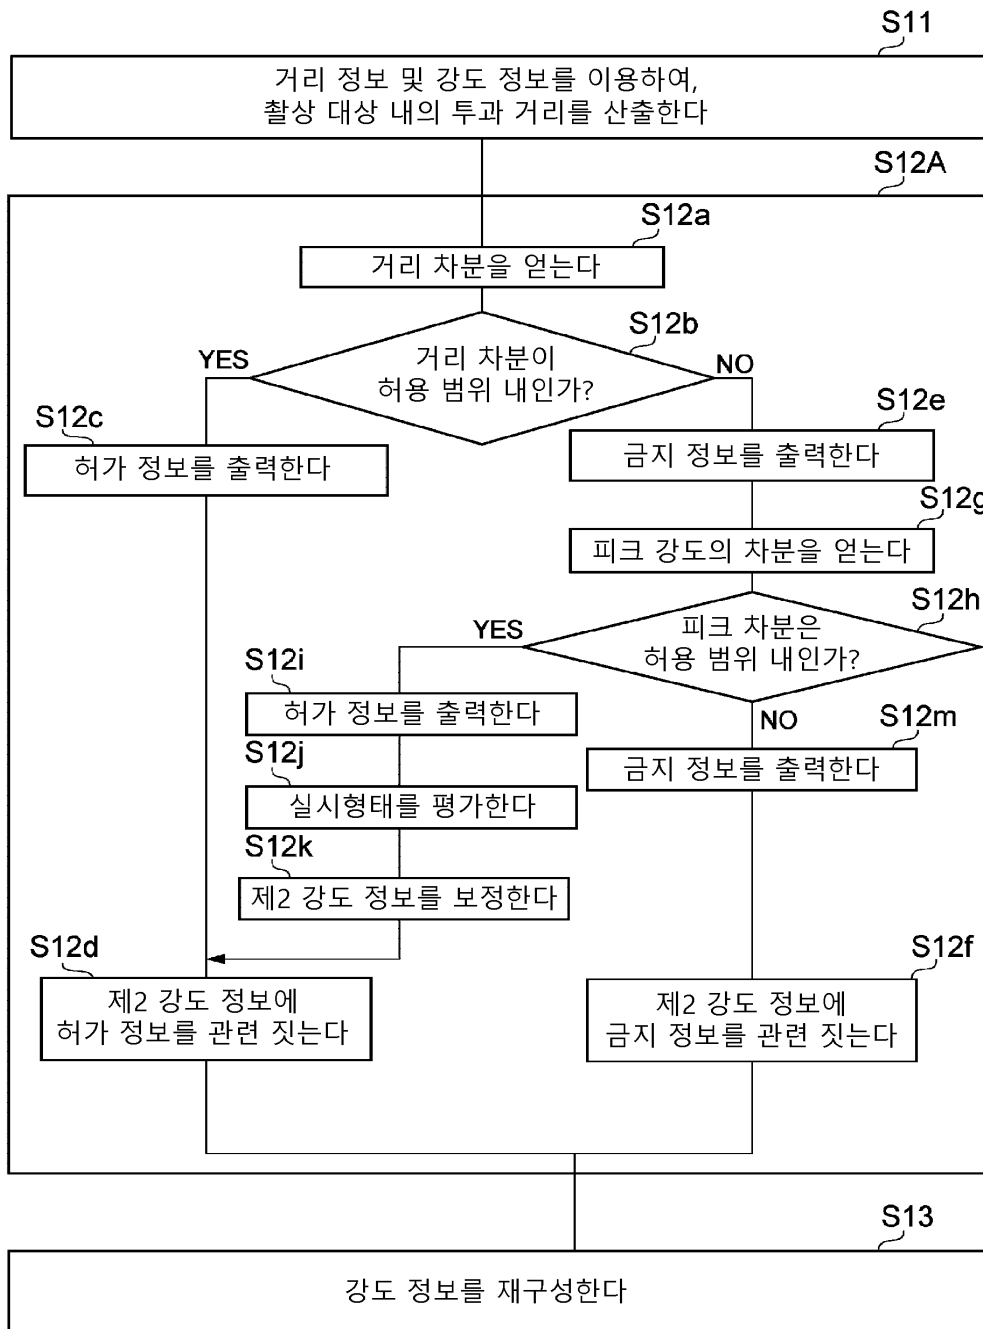 S11
거리 정보 및 강도 정보를 이용하여,
촬상 대상 내의 투과 거리를 산출한다
S12A
S12a
거리 차분을 얻는다
S12b
YES
거리 차분이
허용 범위 내인가?
NO
S12c
허가 정보를 출력한다
S12e
금지 정보를 출력한다
S12g
피크 강도의 차분을 얻는다
S12h
YES
피크 차분은
허용 범위 내인가?
S12i
허가 정보를 출력한다
NO
S12m
금지 정보를 출력한다
S12j
실시형태를 평가한다
S12k
제2 강도 정보를 보정한다
S12d
제2 강도 정보에
허가 정보를 관련 짓는다
S12f
제2 강도 정보에
금지 정보를 관련 짓는다
S13
강도 정보를 재구성한다